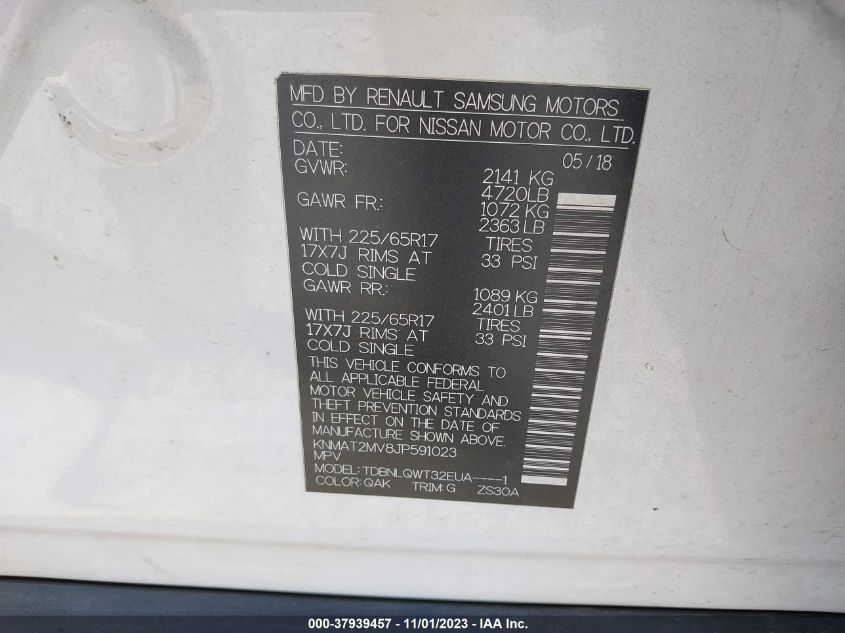 MFD BY RENAULT SAMSUNG MOTORS
CO., LTD. FOR NISSAN MOTOR CO., LTD.
DATE: 05/18
GVWR: 2141 KG
4720LB
GAWR FR.: 1072 KG
2363LB
WITH 225/65R17 TIRES
17X7J RIMS AT 33 PSI
COLD SINGLE
GAWR RR.: 1089 KG
2401LB
WITH 225/65R17 TIRES
17X7J RIMS AT 33 PSI
COLD SINGLE
THIS VEHICLE CONFORMS TO
ALL APPLICABLE FEDERAL
MOTOR VEHICLE SAFETY AND
THEFT PREVENTION STANDARDS
IN EFFECT ON THE DATE OF
MANUFACTURE SHOWN ABOVE.
KNMAT2MV8JP591023
MPV
MODEL: TDBNLQWT32EUA----1
COLOR: QAK TRIM: G ZS30A
000-37939457 - 11/01/2023 - IAA Inc.